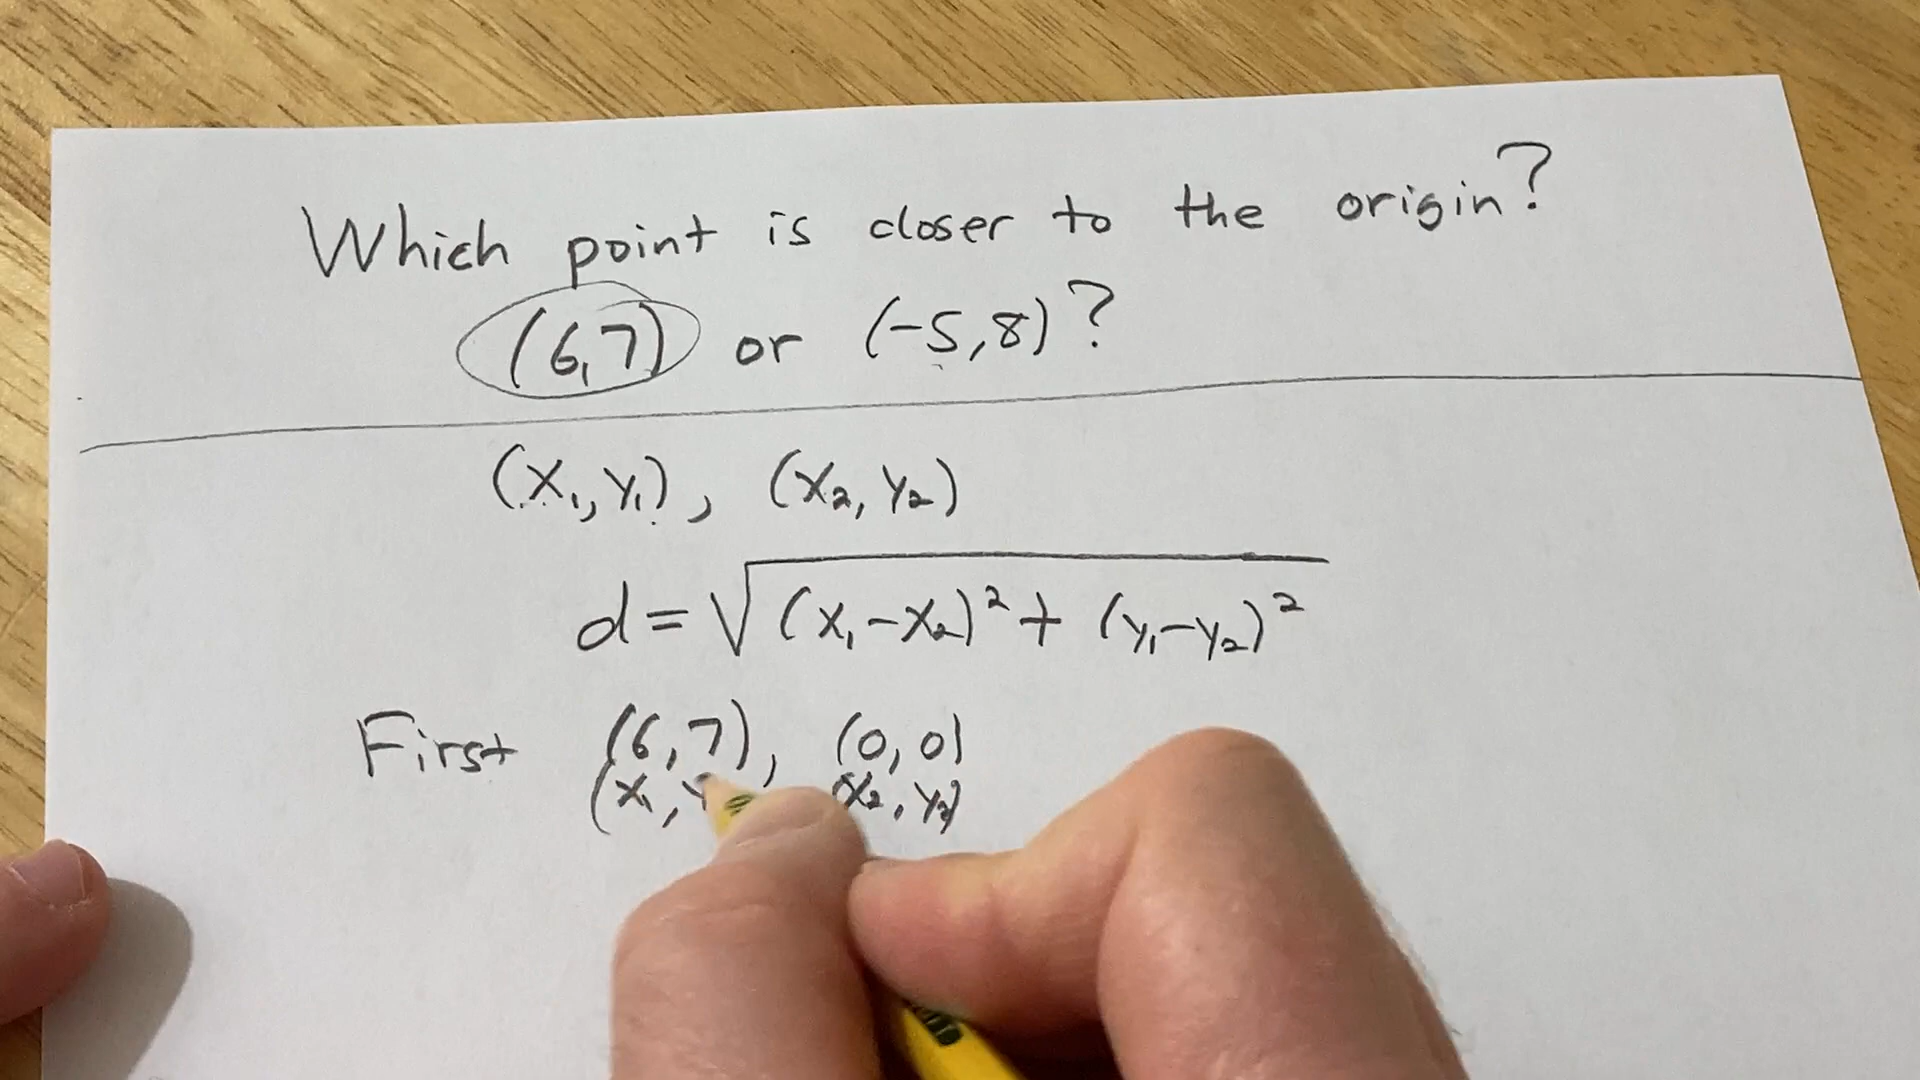 Which point is closer to the origin?
(6,7) or (-5,8)?
(x₁, y₁), (x₂, y₂)
d = √(x₁-x₂)² + (y₁-y₂)²
First (6,7), (0,0)
(x₁, y (x₂, y₂)